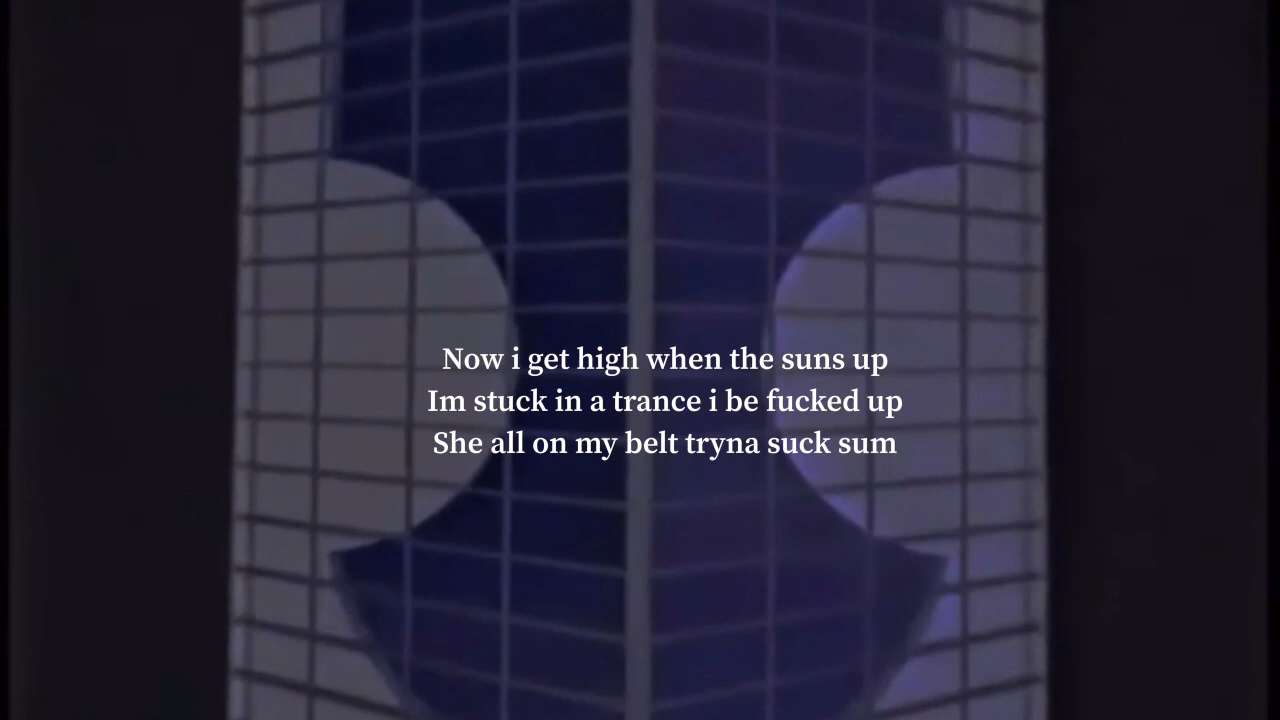 Now i get high when the suns up
Im stuck in a trance i be fucked up
She all on my belt tryna suck sum